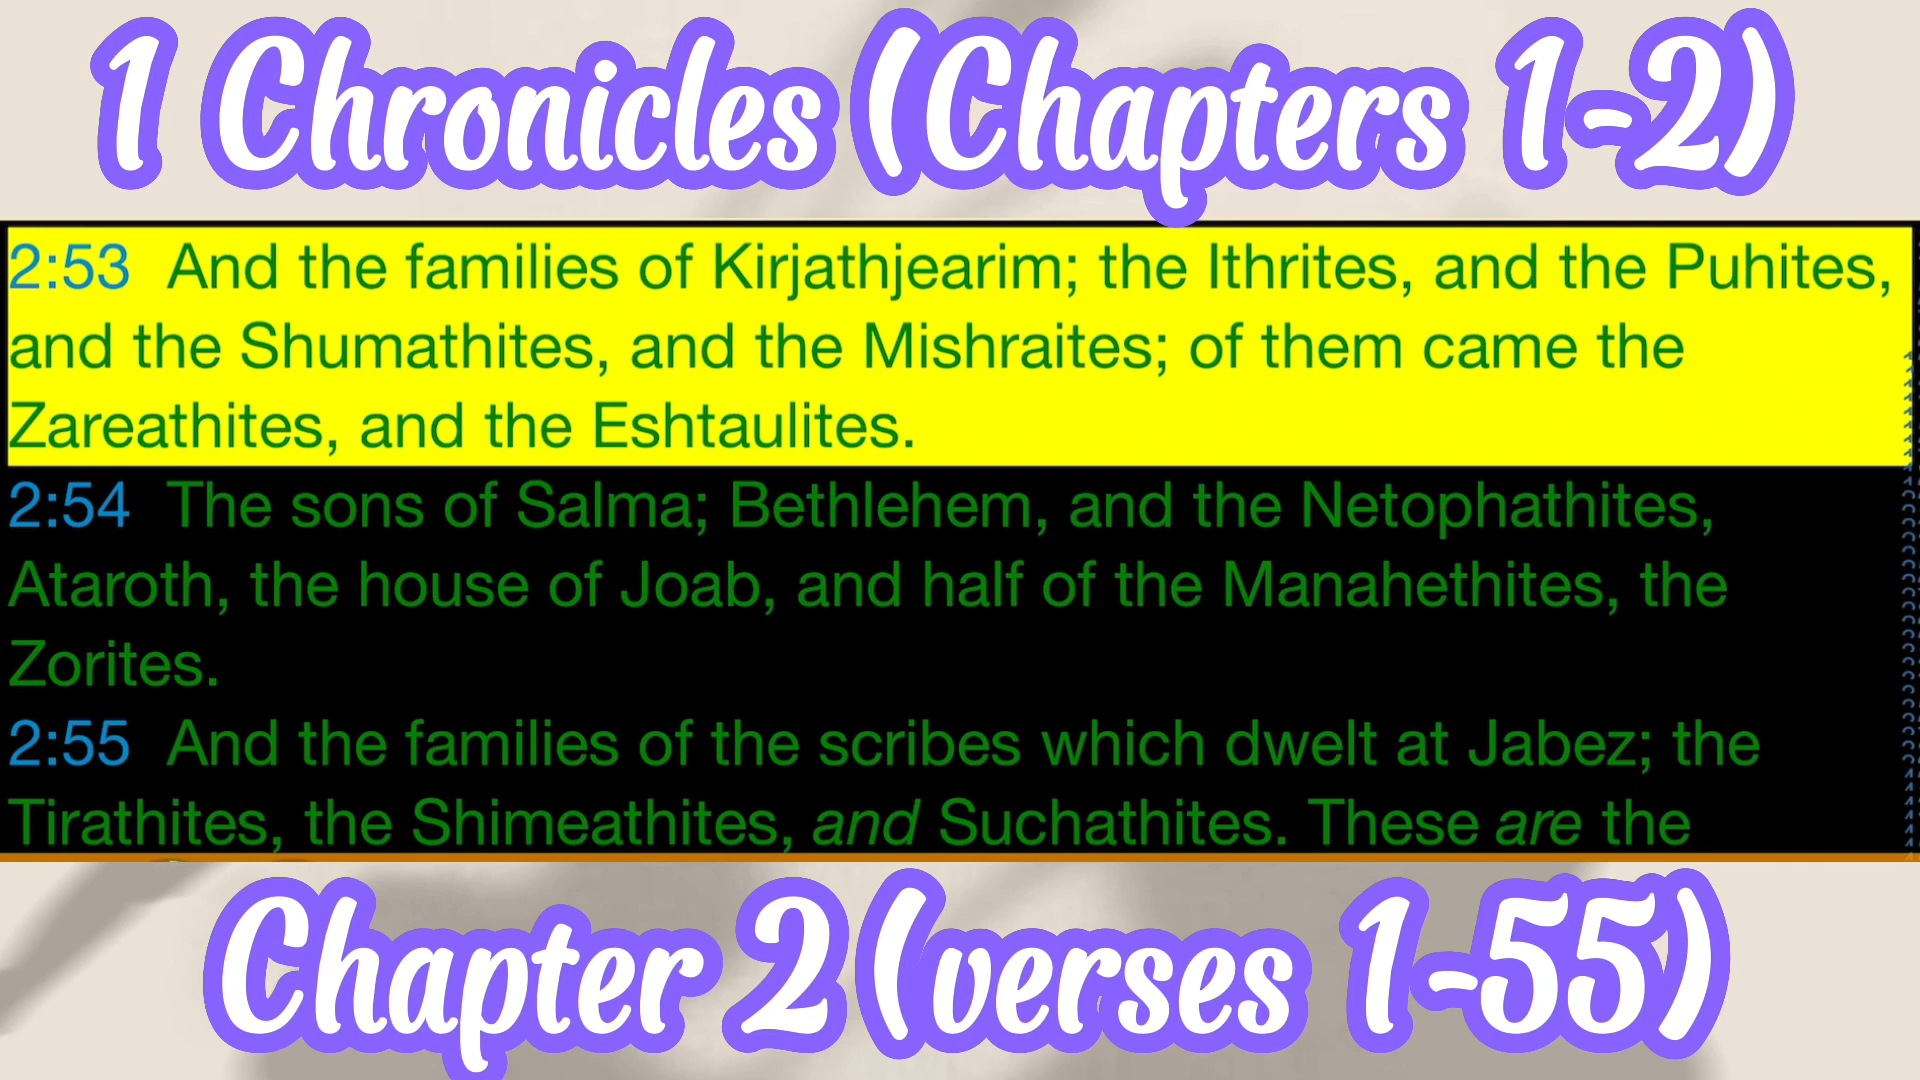 1 Chronicles (Chapters 1-2)
2:53 And the families of Kirjathjearim; the Ithrites, and the Puhites,
and the Shumathites, and the Mishraites; of them came the
Zareathites, and the Eshtaulites.
2:54 The sons of Salma; Bethlehem, and the Netophathites,
Ataroth, the house of Joab, and half of the Manahethites, the
Zorites.
2:55 And the families of the scribes which dwelt at Jabez; the
Tirathites, the Shimeathites, and Suchathites. These are the
Chapter 2 (verses 1-55)